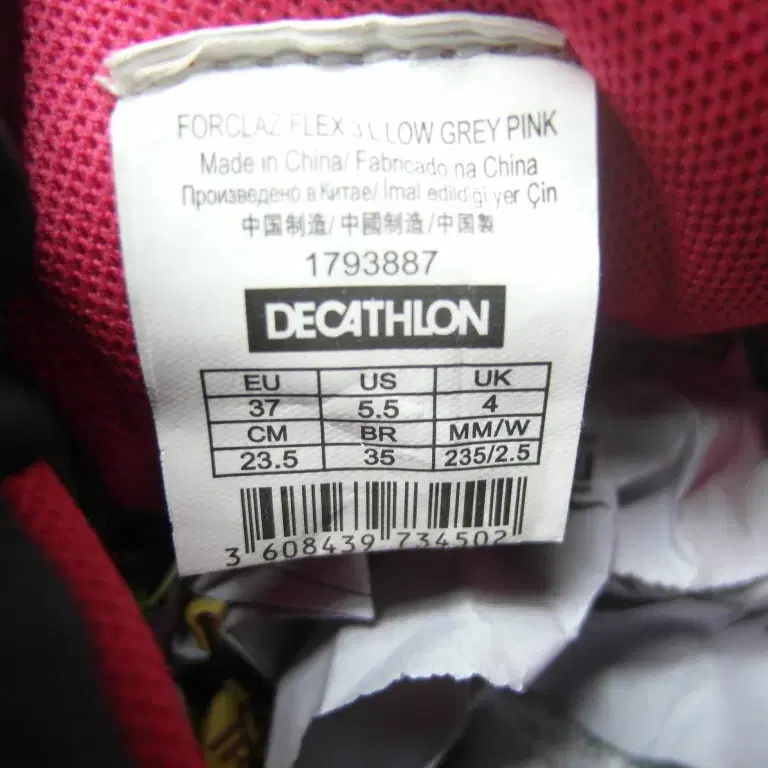 FORCLAZ FLEX 3 L LOW GREY PINK
Made in China/ Fabricado na China
Произведено в Китае/ Imal edildigi yer Çin
中国制造/ 中國制造/中国製
1793887
DECATHLON
EU US UK
37 5.5 4
CM BR MM/W
23.5 35 235/2.5
3 608439 734502